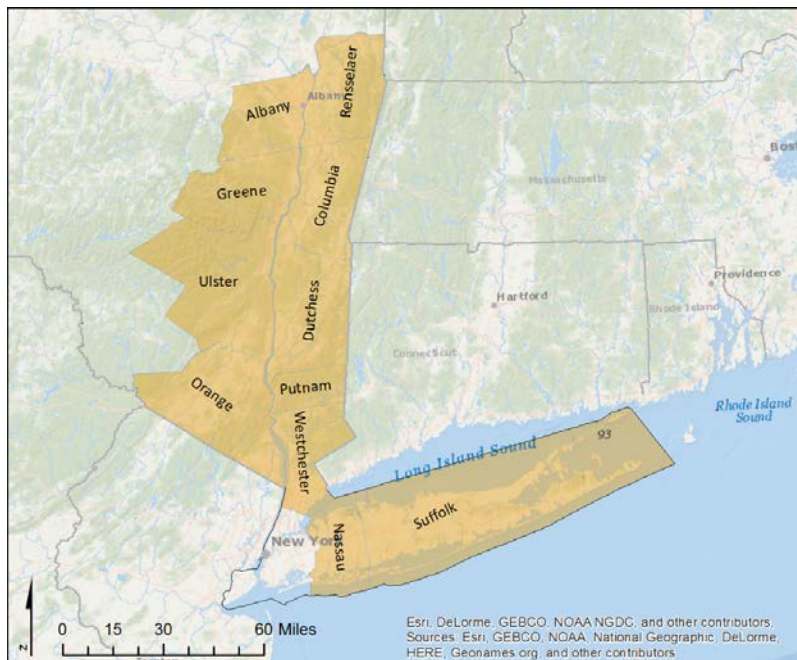 Rensselaer
Albany
Albany
Boston
Massachusetts
Greene
Columbia
Ulster
Dutchess
Hartford
Providence
Rhode Island
Connecticut
Orange
Putnam
Westchester
Rhode Island
Sound
Long Island Sound
93
Suffolk
Nassau
New York
N
0 15 30 60 Miles
Esri, DeLorme, GEBCO, NOAA NGDC, and other contributors.
Sources: Esri, GEBCO, NOAA, National Geographic, DeLorme,
HERE, Geonames.org, and other contributors